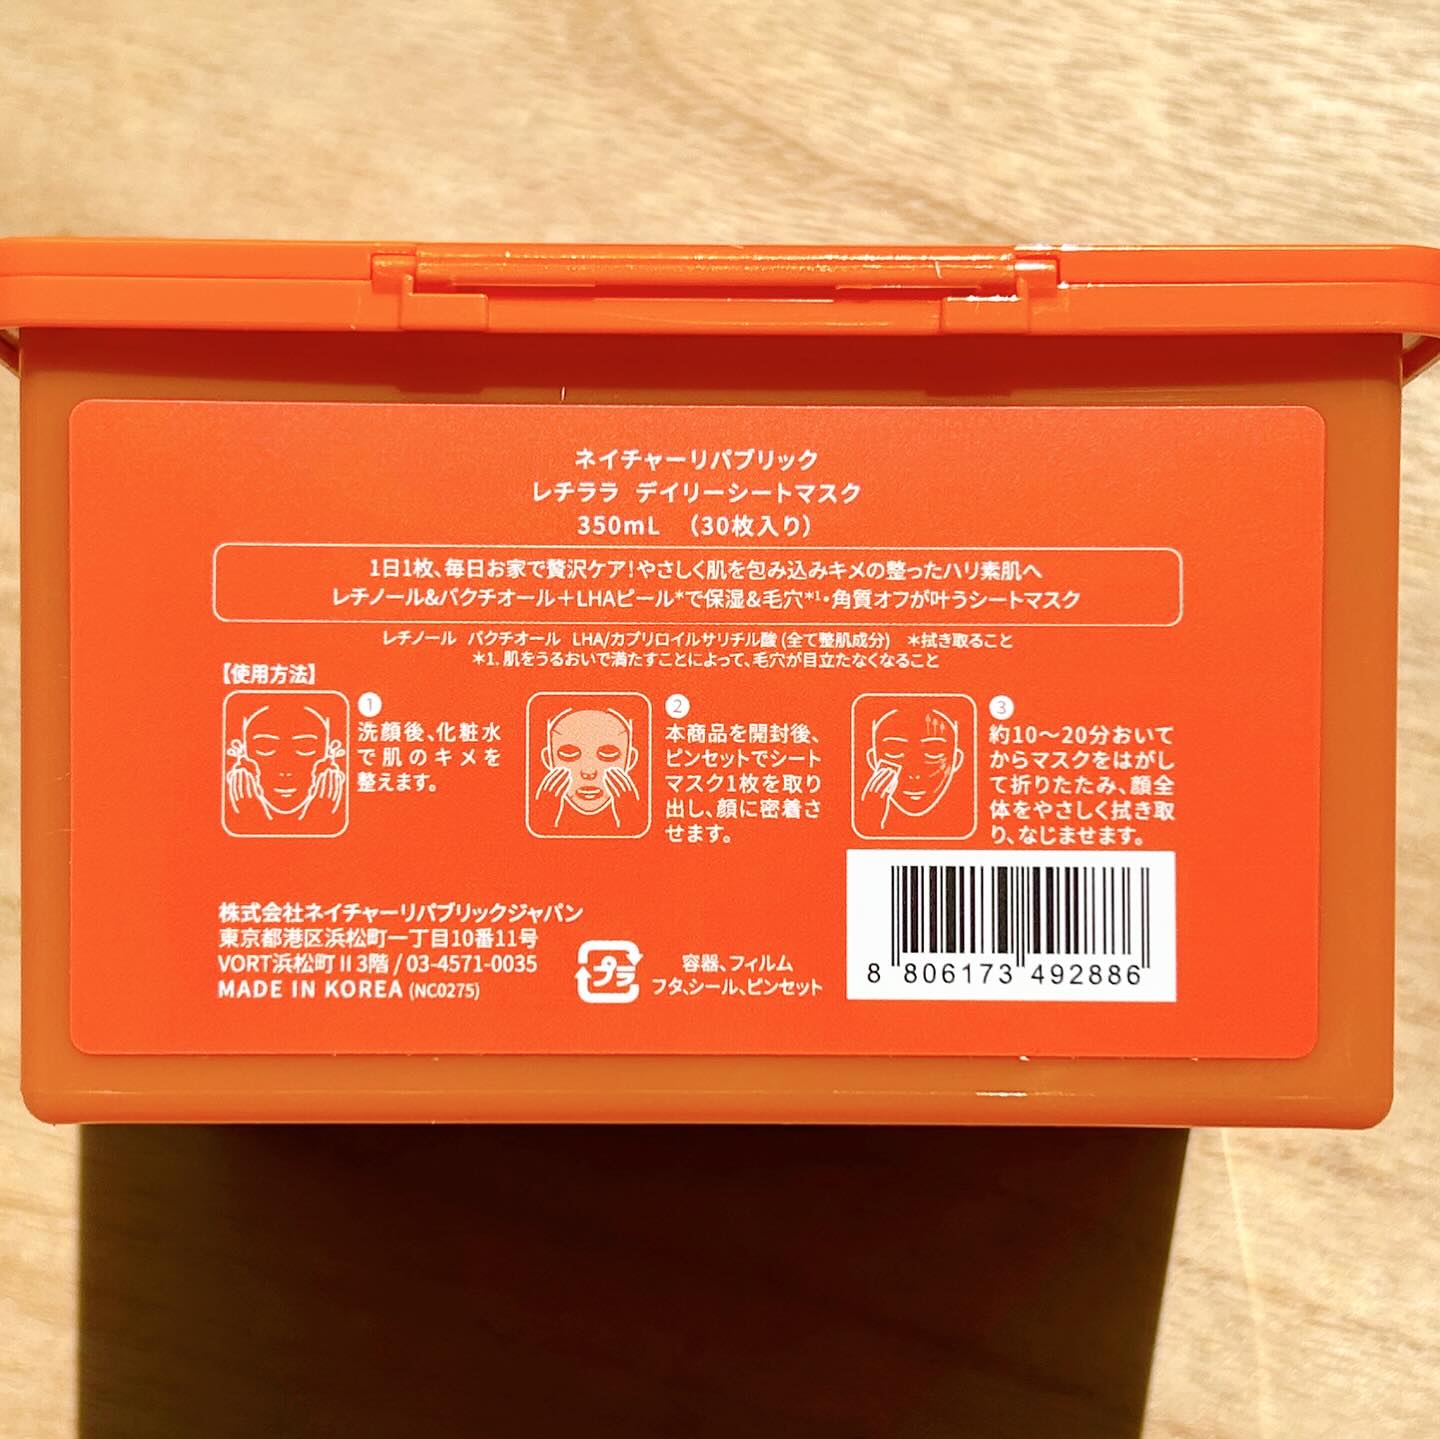 ネイチャーリパブリック
レチララ デイリーシートマスク
350mL （30枚入り）
1日1枚、毎日お家で贅沢ケア！やさしく肌を包み込みキメの整ったハリ素肌へ
レチノール&バクチオール＋LHAピール*で保湿＆毛穴*¹・角質オフが叶うシートマスク
レチノール バクチオール LHA/カプリロイルサリチル酸 (全て整肌成分) *拭き取ること
*1. 肌をうるおいで満たすことによって、毛穴が目立たなくなること
【使用方法】
1
洗顔後、化粧水
で肌のキメを
整えます。
2
本商品を開封後、
ピンセットでシート
マスク1枚を取り
出し、顔に密着さ
せます。
3
約10〜20分おいて
からマスクをはがし
て折りたたみ、顔全
体をやさしく拭き取
り、なじませます。
株式会社ネイチャーリパブリックジャパン
東京都港区浜松町一丁目10番11号
VORT浜松町Ⅱ3階 / 03-4571-0035
MADE IN KOREA (NC0275)
プラ
容器、フィルム
フタ、シール、ピンセット
8 806173 492886